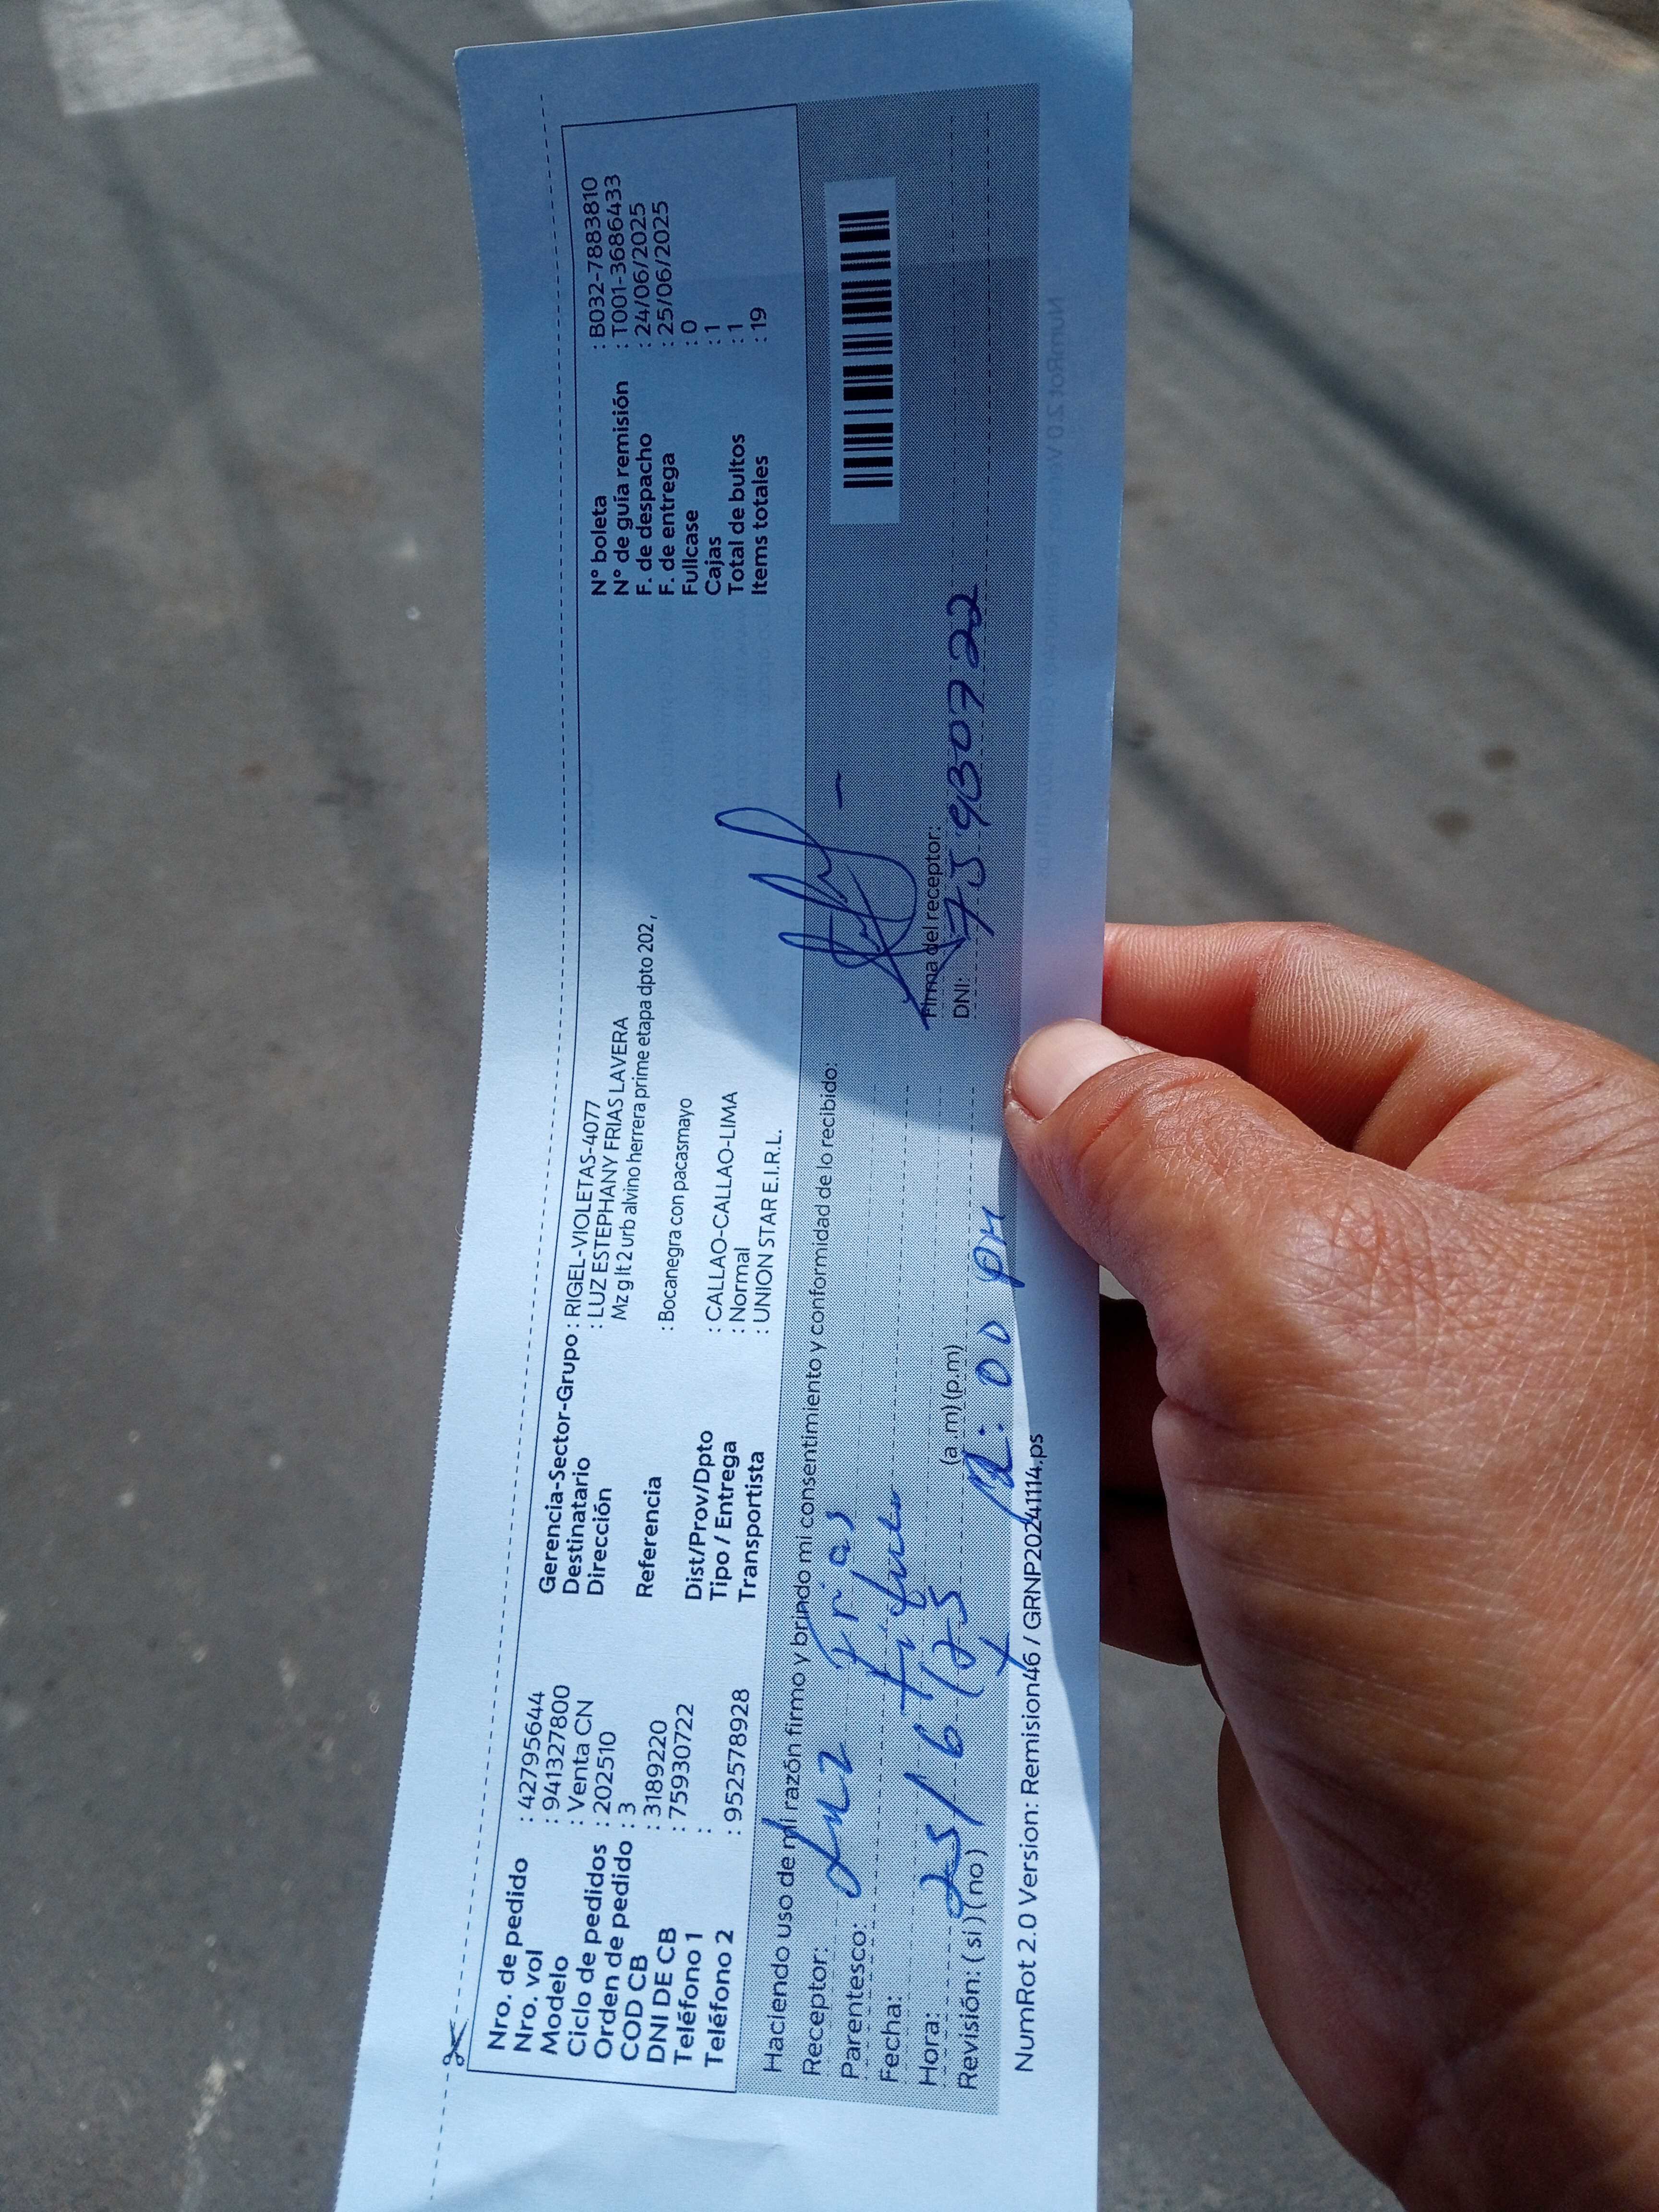 Nro. de pedido : 42795644
Nro. vol : 941327800
Modelo : Venta CN
Ciclo de pedidos : 202510
Orden de pedido : 3
COD CB : 3189220
DNI DE CB : 75930722
Teléfono 1 :
Teléfono 2 : 952578928
Gerencia-Sector-Grupo : RIGEL-VIOLETAS-4077
Destinatario : LUZ ESTEPHANY FRIAS LAVERA
Dirección Mz g lt 2 urb alvino herrera prime etapa dpto 202 ,
Referencia : Bocanegra con pacasmayo
Dist/Prov/Dpto : CALLAO-CALLAO-LIMA
Tipo / Entrega : Normal
Transportista : UNION STAR E.I.R.L.
N° boleta : B032-7883810
N° de guía remisión : T001-3686433
F. de despacho : 24/06/2025
F. de entrega : 25/06/2025
Fullcase : 0
Cajas : 1
Total de bultos : 1
Items totales : 19
Haciendo uso de mi razón firmo y brindo mi consentimiento y conformidad de lo recibido:
Receptor: Luz Frias
Parentesco: Titular
Fecha: 25/6/25
Hora: (a .m) (p.m) 12:00 PM
Revisión: ( si ) ( no )
Firma del receptor:
DNI: 75930722
NumRot 2.0 Version: Remision46 / GRNP20241114.ps